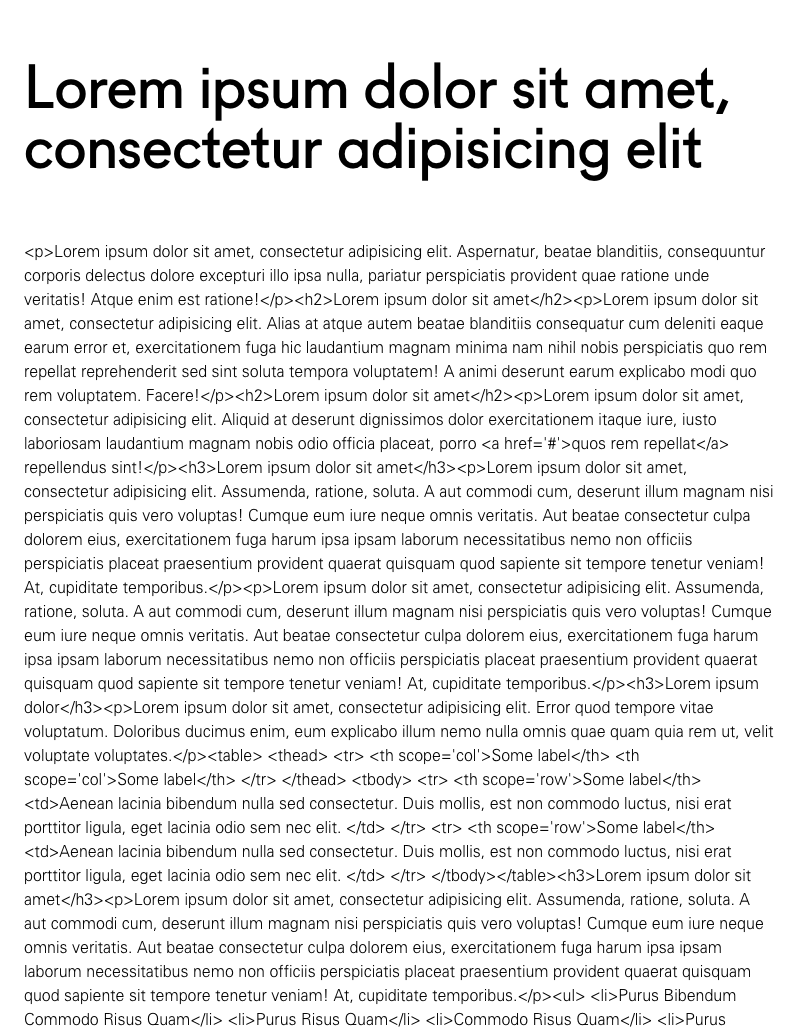 Lorem ipsum dolor sit amet,
consectetur adipisicing elit
<p>Lorem ipsum dolor sit amet, consectetur adipisicing elit. Aspernatur, beatae blanditiis, consequuntur
corporis delectus dolore excepturi illo ipsa nulla, pariatur perspiciatis provident quae ratione unde
veritatis! Atque enim est ratione!</p><h2>Lorem ipsum dolor sit amet</h2><p>Lorem ipsum dolor sit
amet, consectetur adipisicing elit. Alias at atque autem beatae blanditiis consequatur cum deleniti eaque
earum error et, exercitationem fuga hic laudantium magnam minima nam nihil nobis perspiciatis quo rem
repellat reprehenderit sed sint soluta tempora voluptatem! A animi deserunt earum explicabo modi quo
rem voluptatem. Facere!</p><h2>Lorem ipsum dolor sit amet</h2><p>Lorem ipsum dolor sit amet,
consectetur adipisicing elit. Aliquid at deserunt dignissimos dolor exercitationem itaque iure, iusto
laboriosam laudantium magnam nobis odio officia placeat, porro <a href='#'>quos rem repellat</a>
repellendus sint!</p><h3>Lorem ipsum dolor sit amet</h3><p>Lorem ipsum dolor sit amet,
consectetur adipisicing elit. Assumenda, ratione, soluta. A aut commodi cum, deserunt illum magnam nisi
perspiciatis quis vero voluptas! Cumque eum iure neque omnis veritatis. Aut beatae consectetur culpa
dolorem eius, exercitationem fuga harum ipsa ipsam laborum necessitatibus nemo non officiis
perspiciatis placeat praesentium provident quaerat quisquam quod sapiente sit tempore tenetur veniam!
At, cupiditate temporibus.</p><p>Lorem ipsum dolor sit amet, consectetur adipisicing elit. Assumenda,
ratione, soluta. A aut commodi cum, deserunt illum magnam nisi perspiciatis quis vero voluptas! Cumque
eum iure neque omnis veritatis. Aut beatae consectetur culpa dolorem eius, exercitationem fuga harum
ipsa ipsam laborum necessitatibus nemo non officiis perspiciatis placeat praesentium provident quaerat
quisquam quod sapiente sit tempore tenetur veniam! At, cupiditate temporibus.</p><h3>Lorem ipsum
dolor</h3><p>Lorem ipsum dolor sit amet, consectetur adipisicing elit. Error quod tempore vitae
voluptatum. Doloribus ducimus enim, eum explicabo illum nemo nulla omnis quae quam quia rem ut, velit
voluptate voluptates.</p><table> <thead> <tr> <th scope='col'>Some label</th> <th
scope='col'>Some label</th> </tr> </thead> <tbody> <tr> <th scope='row'>Some label</th>
<td>Aenean lacinia bibendum nulla sed consectetur. Duis mollis, est non commodo luctus, nisi erat
porttitor ligula, eget lacinia odio sem nec elit. </td> </tr> <tr> <th scope='row'>Some label</th>
<td>Aenean lacinia bibendum nulla sed consectetur. Duis mollis, est non commodo luctus, nisi erat
porttitor ligula, eget lacinia odio sem nec elit. </td> </tr> </tbody></table><h3>Lorem ipsum dolor sit
amet</h3><p>Lorem ipsum dolor sit amet, consectetur adipisicing elit. Assumenda, ratione, soluta. A
aut commodi cum, deserunt illum magnam nisi perspiciatis quis vero voluptas! Cumque eum iure neque
omnis veritatis. Aut beatae consectetur culpa dolorem eius, exercitationem fuga harum ipsa ipsam
laborum necessitatibus nemo non officiis perspiciatis placeat praesentium provident quaerat quisquam
quod sapiente sit tempore tenetur veniam! At, cupiditate temporibus.</p><ul> <li>Purus Bibendum
Commodo Risus Quam</li> <li>Purus Risus Quam</li> <li>Commodo Risus Quam</li> <li>Purus